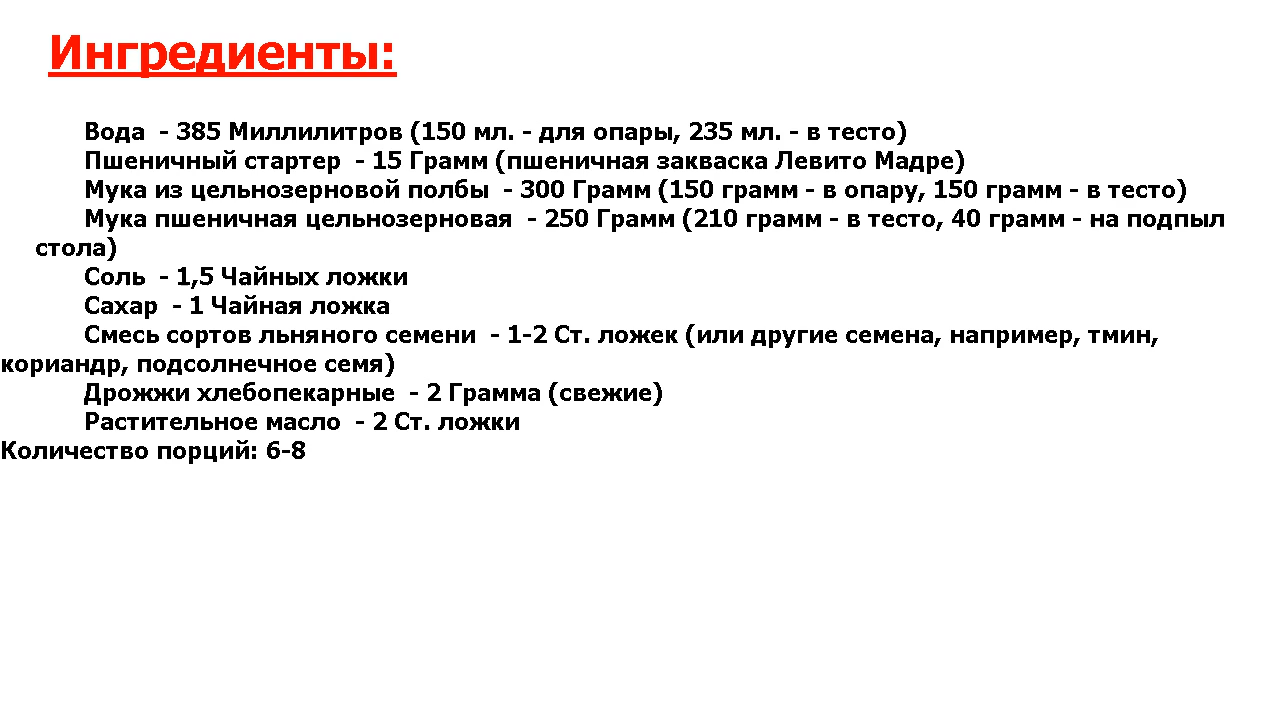 Ингредиенты:
Вода - 385 Миллилитров (150 мл. - для опары, 235 мл. - в тесто)
Пшеничный стартер - 15 Грамм (пшеничная закваска Левито Мадре)
Мука из цельнозерновой полбы - 300 Грамм (150 грамм - в опару, 150 грамм - в тесто)
Мука пшеничная цельнозерновая - 250 Грамм (210 грамм - в тесто, 40 грамм - на подпыл
стола)
Соль - 1,5 Чайных ложки
Сахар - 1 Чайная ложка
Смесь сортов льняного семени - 1-2 Ст. ложек (или другие семена, например, тмин,
кориандр, подсолнечное семя)
Дрожжи хлебопекарные - 2 Грамма (свежие)
Растительное масло - 2 Ст. ложки
Количество порций: 6-8